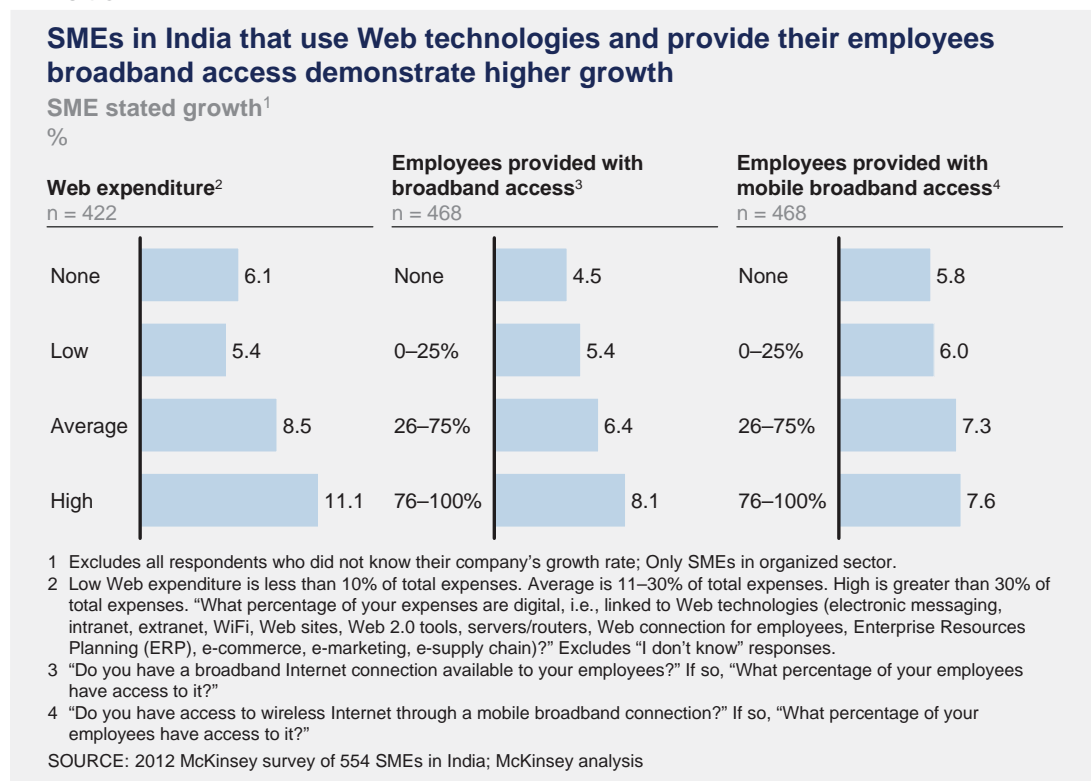 SMEs in India that use Web technologies and provide their employees
broadband access demonstrate higher growth
SME stated growth1
%
Web expenditure2
n = 422
None 6.1
Low 5.4
Average 8.5
High 11.1
Employees provided with
broadband access3
n = 468
None 4.5
0–25% 5.4
26–75% 6.4
76–100% 8.1
Employees provided with
mobile broadband access4
n = 468
None 5.8
0–25% 6.0
26–75% 7.3
76–100% 7.6
1 Excludes all respondents who did not know their company’s growth rate; Only SMEs in organized sector.
2 Low Web expenditure is less than 10% of total expenses. Average is 11–30% of total expenses. High is greater than 30% of
total expenses. “What percentage of your expenses are digital, i.e., linked to Web technologies (electronic messaging,
intranet, extranet, WiFi, Web sites, Web 2.0 tools, servers/routers, Web connection for employees, Enterprise Resources
Planning (ERP), e-commerce, e-marketing, e-supply chain)?” Excludes “I don’t know” responses.
3 “Do you have a broadband Internet connection available to your employees?” If so, “What percentage of your employees
have access to it?”
4 “Do you have access to wireless Internet through a mobile broadband connection?” If so, “What percentage of your
employees have access to it?”
SOURCE: 2012 McKinsey survey of 554 SMEs in India; McKinsey analysis